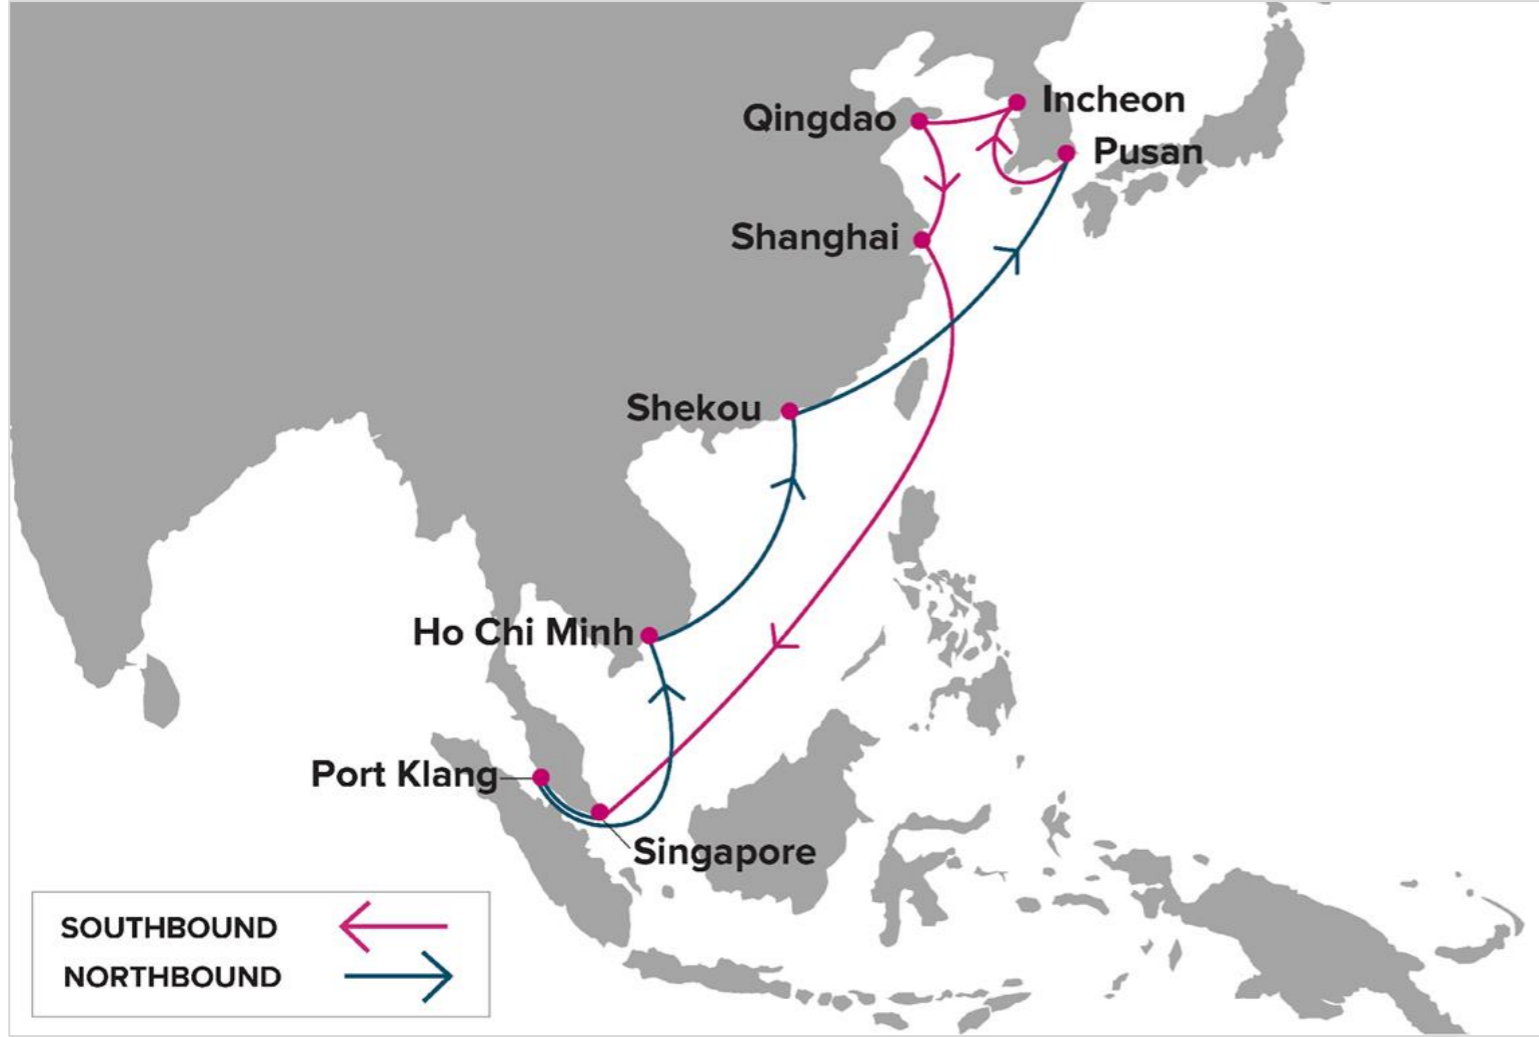 Incheon
Qingdao
Pusan
Shanghai
Shekou
Ho Chi Minh
Port Klang
Singapore
SOUTHBOUND
NORTHBOUND